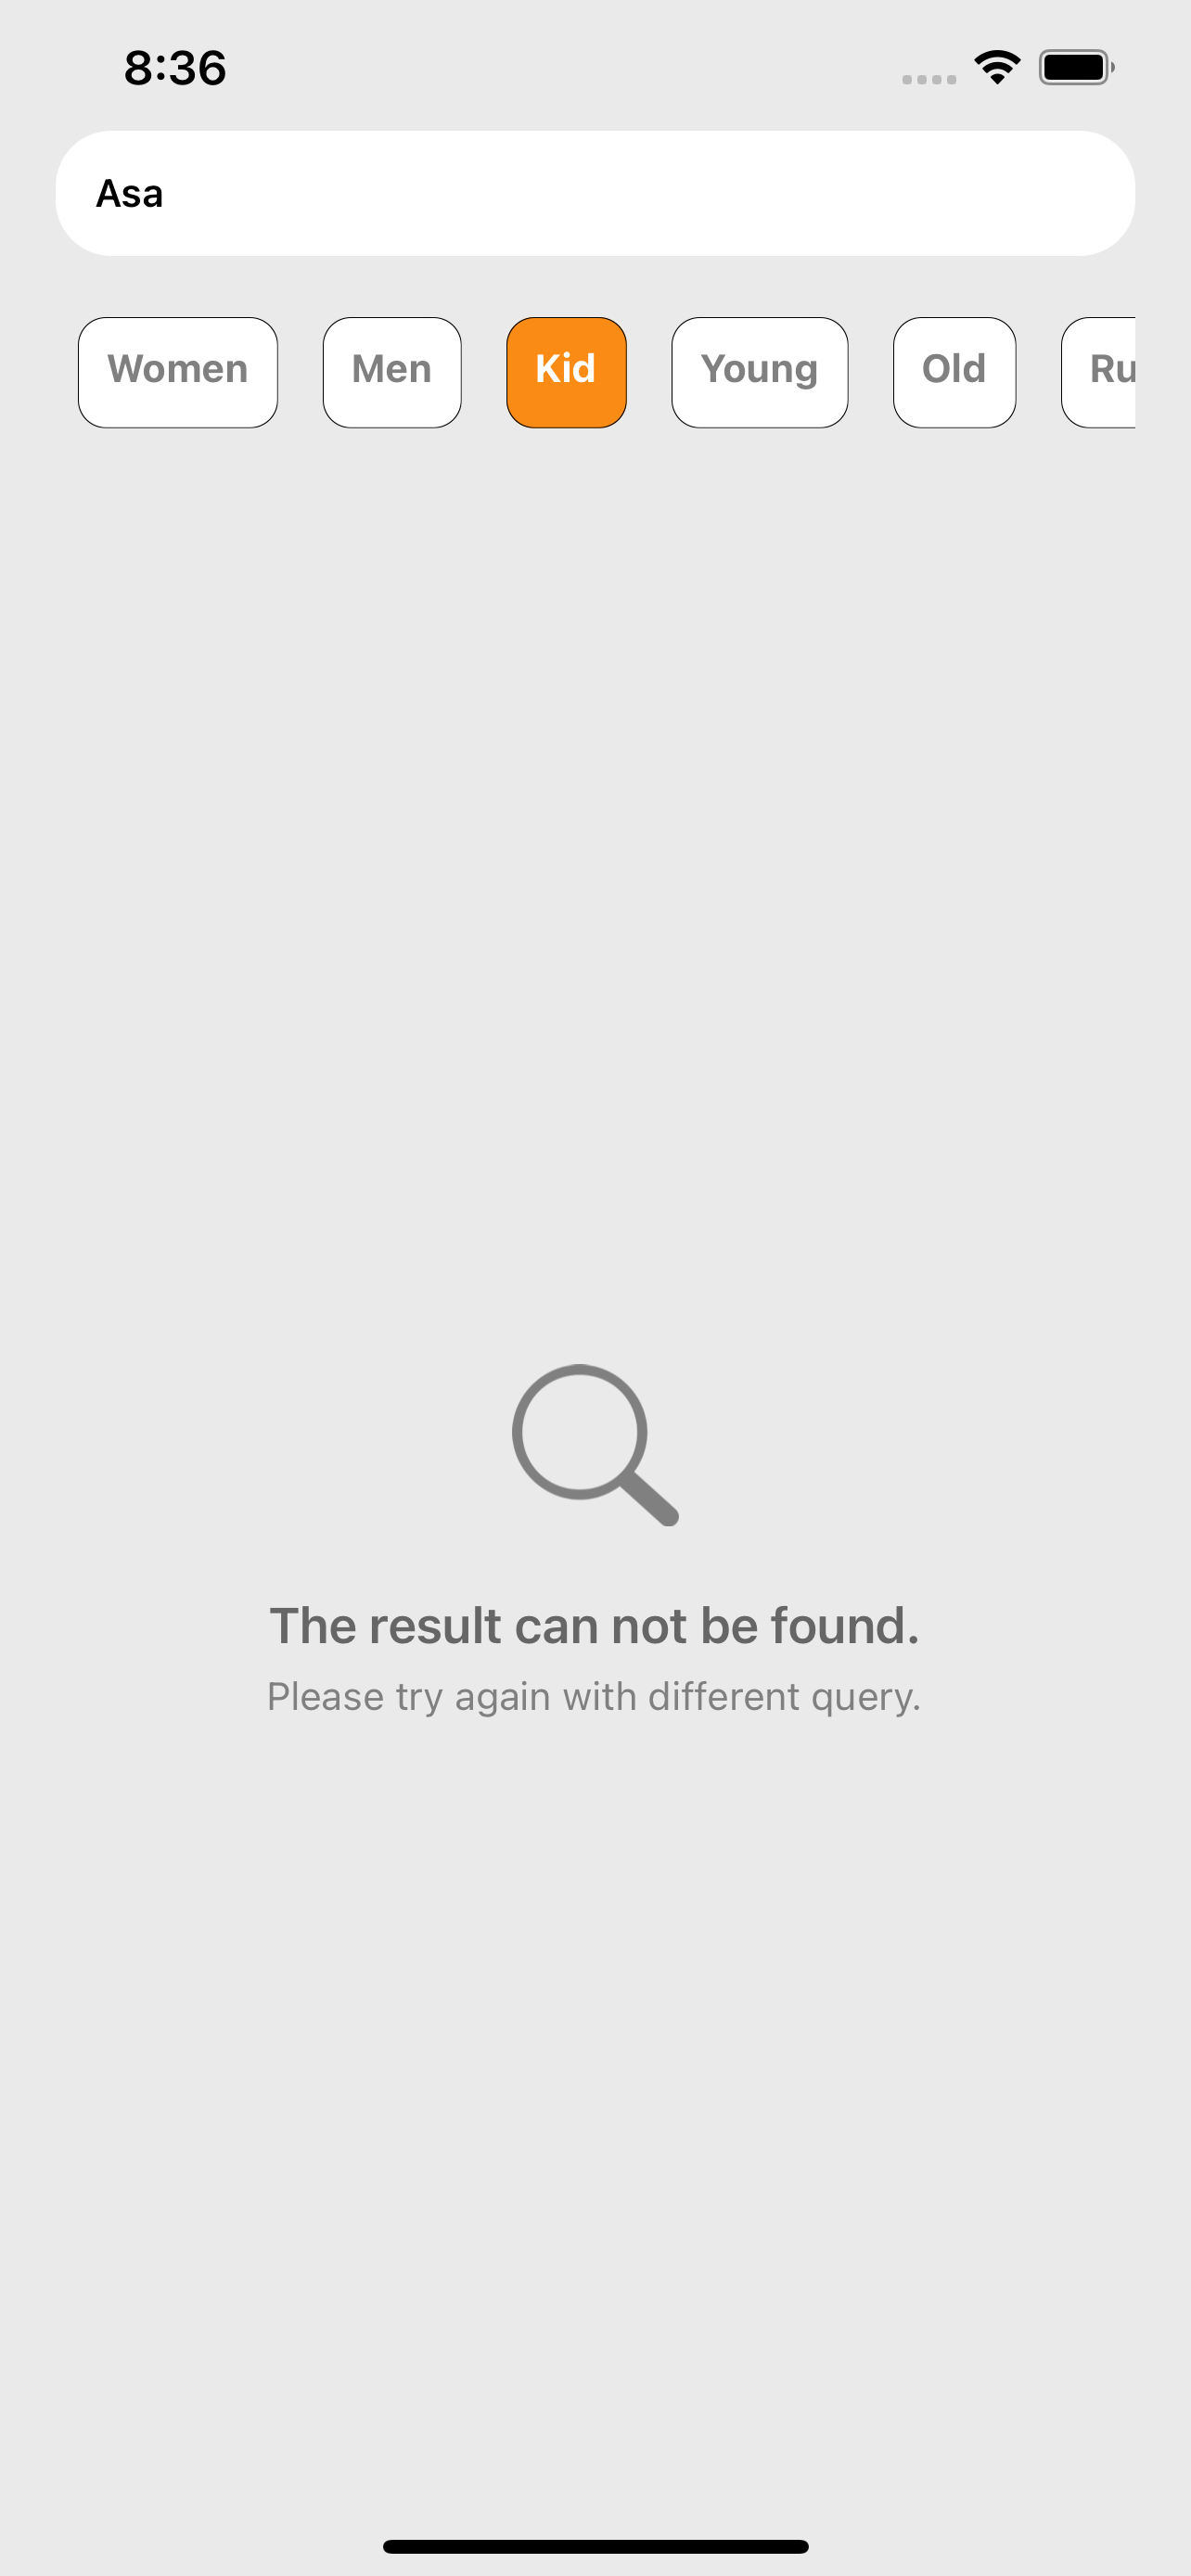 8:36
Asa
Women Men Kid Young Old Ru
The result can not be found.
Please try again with different query.